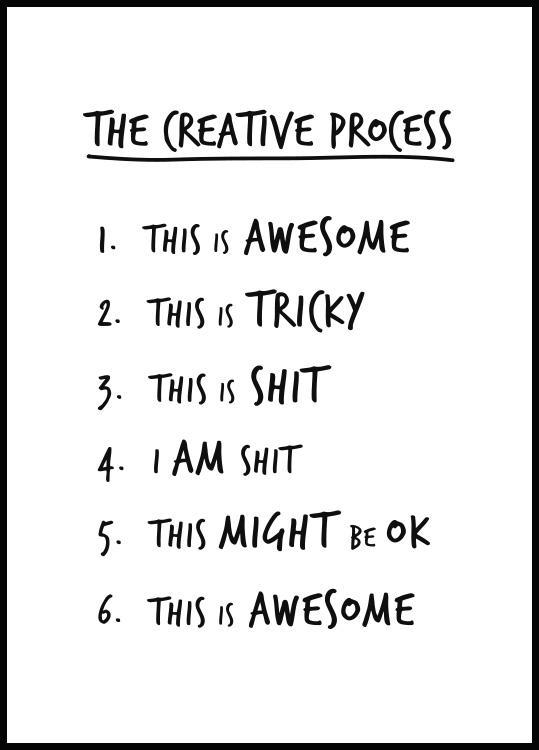 THE CREATIVE PROCESS
1. THIS IS AWESOME
2. THIS IS TRICKY
3. THIS IS SHIT
4. I AM SHIT
5. THIS MIGHT BE OK
6. THIS IS AWESOME